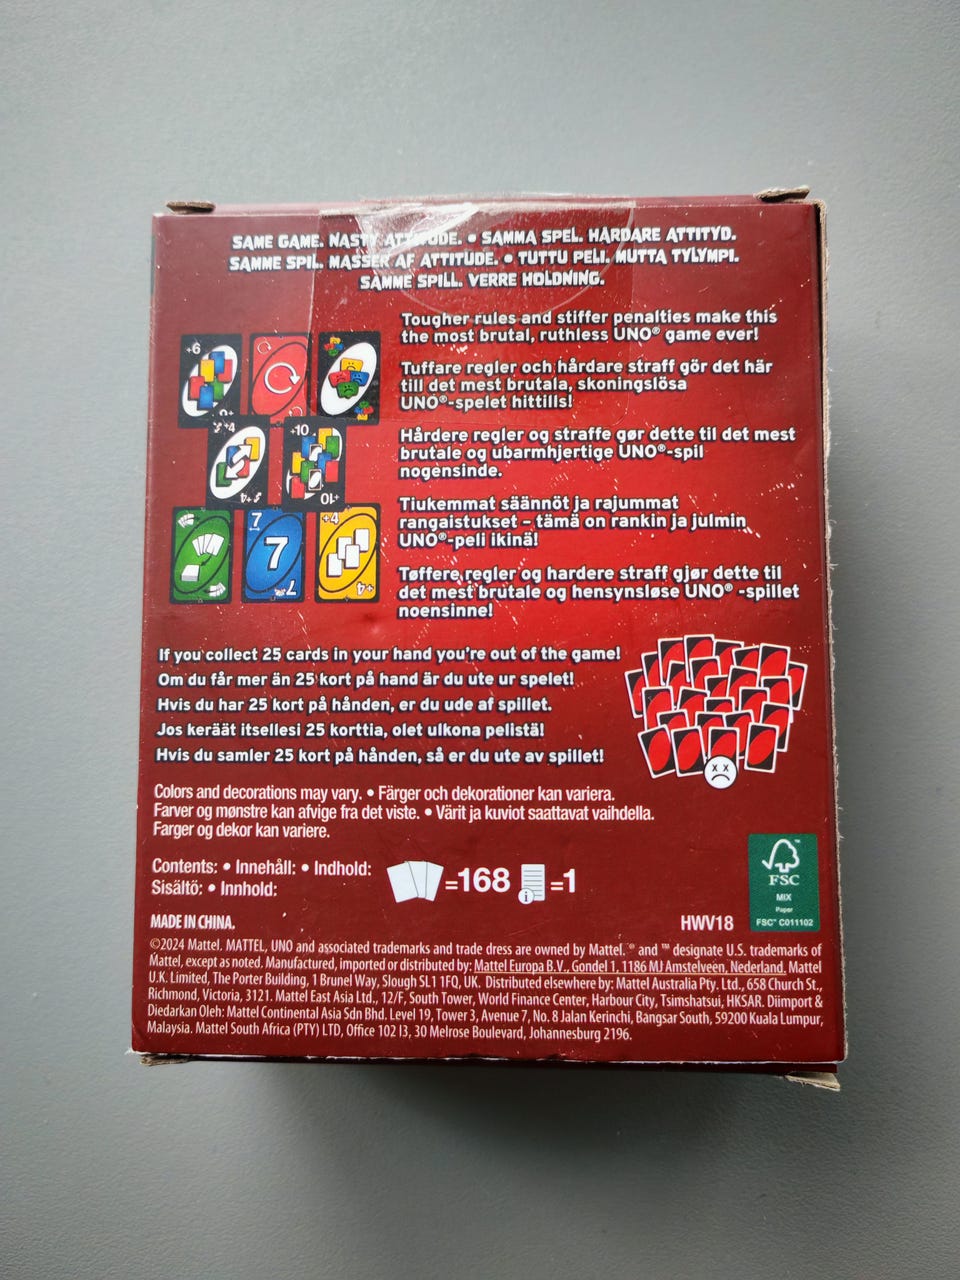 SAME GAME. NASTY ATTITUDE. • SAMMA SPEL. HÅRDARE ATTITYD.
SAMME SPIL. MASSER AF ATTITUDE. • TUTTU PELI. MUTTA TYLYMPI.
SAMME SPILL. VERRE HOLDNING.
Tougher rules and stiffer penalties make this
the most brutal, ruthless UNO® game ever!
Tuffare regler och hårdare straff gör det här
till det mest brutala, skoningslösa
UNO®-spelet hittills!
Hårdere regler og straffe gør dette til det mest
brutale og ubarmhjertige UNO®-spil
nogensinde.
Tiukemmat säännöt ja rajummat
rangaistukset – tämä on rankin ja julmin
UNO®-peli ikinä!
Tøffere regler og hardere straff gjør dette til
det mest brutale og hensynsløse UNO® -spillet
noensinne!
+6
+4
+4
+10
+10
7
7
7
+4
+4
If you collect 25 cards in your hand you're out of the game!
Om du får mer än 25 kort på hand är du ute ur spelet!
Hvis du har 25 kort på hånden, er du ude af spillet.
Jos keräät itsellesi 25 korttia, olet ulkona pelistä!
Hvis du samler 25 kort på hånden, så er du ute av spillet!
Colors and decorations may vary. • Färger och dekorationer kan variera.
Farver og mønstre kan afvige fra det viste. • Värit ja kuviot saattavat vaihdella.
Farger og dekor kan variere.
Contents: • Innehåll: • Indhold:
Sisältö: • Innhold:
=168
i
=1
FSC
MIX
Paper
FSC™ C011102
MADE IN CHINA.
HWV18
©2024 Mattel. MATTEL, UNO and associated trademarks and trade dress are owned by Mattel. ® and ™ designate U.S. trademarks of
Mattel, except as noted. Manufactured, imported or distributed by: Mattel Europa B.V., Gondel 1, 1186 MJ Amstelveen, Nederland. Mattel
U.K. Limited, The Porter Building, 1 Brunel Way, Slough SL1 1FQ, UK. Distributed elsewhere by: Mattel Australia Pty. Ltd., 658 Church St.,
Richmond, Victoria, 3121. Mattel East Asia Ltd., 12/F, South Tower, World Finance Center, Harbour City, Tsimshatsui, HKSAR. Diimport &
Diedarkan Oleh: Mattel Continental Asia Sdn Bhd. Level 19, Tower 3, Avenue 7, No. 8 Jalan Kerinchi, Bangsar South, 59200 Kuala Lumpur,
Malaysia. Mattel South Africa (PTY) LTD, Office 102 I3, 30 Melrose Boulevard, Johannesburg 2196.